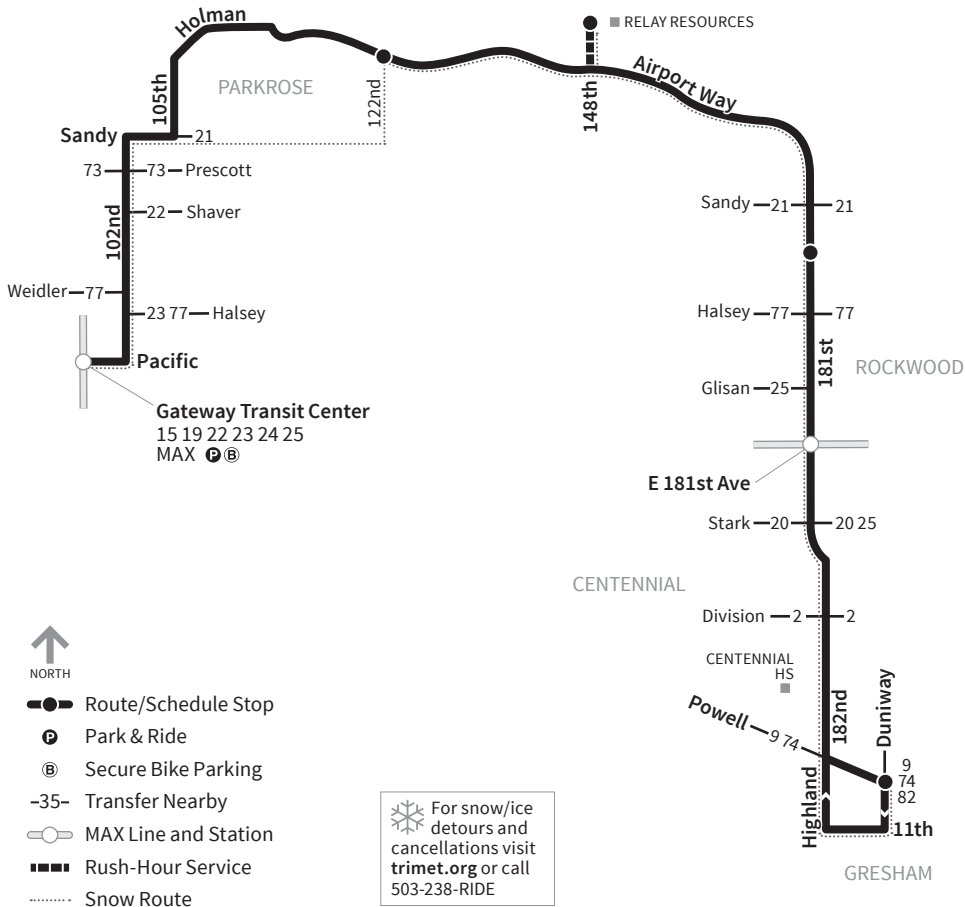 Holman
RELAY RESOURCES
PARKROSE
105th
122nd
148th
Airport Way
Sandy
21
73
73 Prescott
22 Shaver
102nd
Weidler 77
23 77 Halsey
Pacific
Gateway Transit Center
15 19 22 23 24 25
MAX P B
Sandy 21
21
Halsey 77
77
181st
ROCKWOOD
Glisan 25
E 181st Ave
Stark 20
20 25
CENTENNIAL
Division 2
2
CENTENNIAL
HS
182nd
Duniway
Powell
9 74
9
74
82
Highland
11th
GRESHAM
NORTH
Route/Schedule Stop
P Park & Ride
B Secure Bike Parking
–35– Transfer Nearby
MAX Line and Station
Rush-Hour Service
Snow Route
For snow/ice
detours and
cancellations visit
trimet.org or call
503-238-RIDE